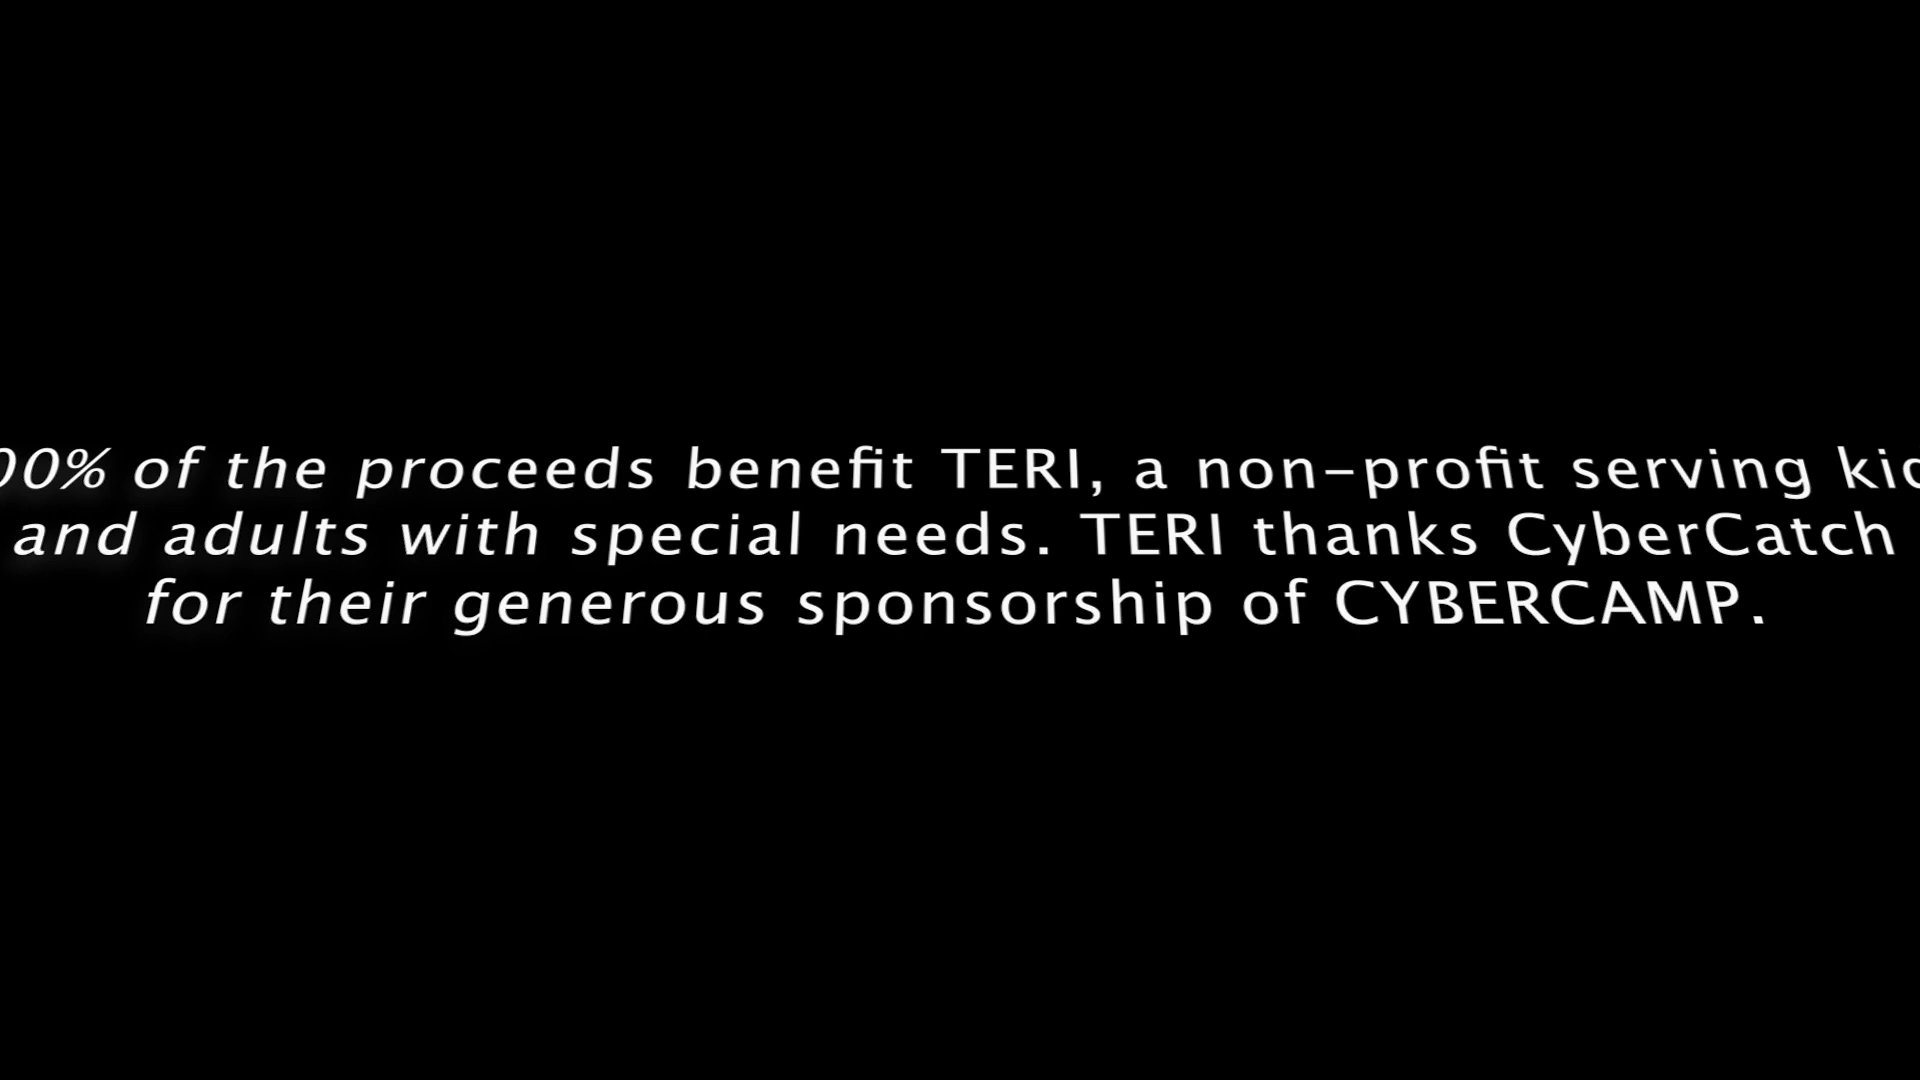 00% of the proceeds benefit TERI, a non-profit serving
and adults with special needs. TERI thanks CyberCatch
for their generous sponsorship of CYBERCAMP.